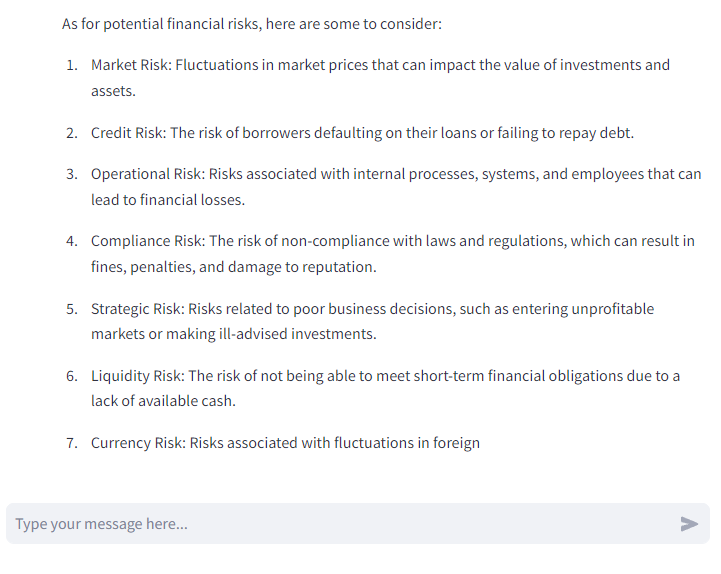 As for potential financial risks, here are some to consider:
1. Market Risk: Fluctuations in market prices that can impact the value of investments and
assets.
2. Credit Risk: The risk of borrowers defaulting on their loans or failing to repay debt.
3. Operational Risk: Risks associated with internal processes, systems, and employees that can
lead to financial losses.
4. Compliance Risk: The risk of non-compliance with laws and regulations, which can result in
fines, penalties, and damage to reputation.
5. Strategic Risk: Risks related to poor business decisions, such as entering unprofitable
markets or making ill-advised investments.
6. Liquidity Risk: The risk of not being able to meet short-term financial obligations due to a
lack of available cash.
7. Currency Risk: Risks associated with fluctuations in foreign
Type your message here...